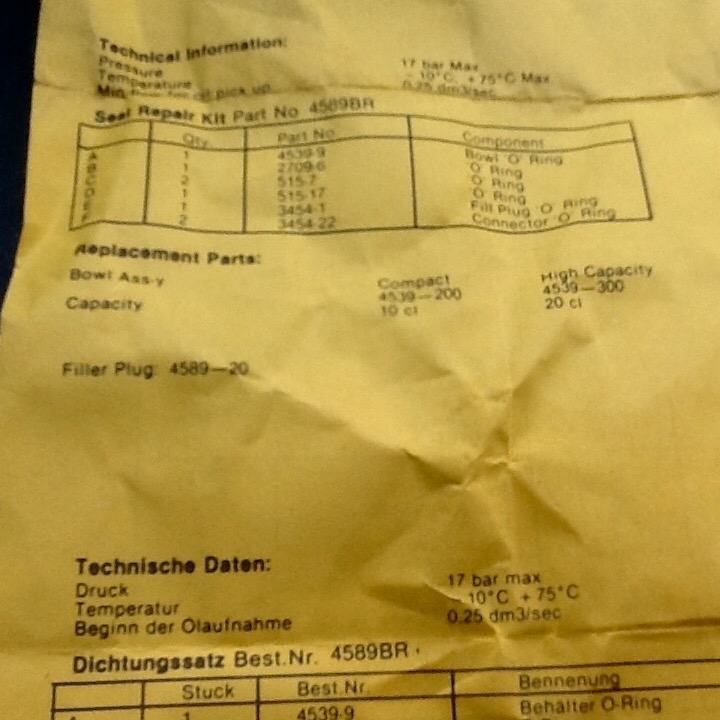 Technical Information:
Pressure 17 bar Max
Temperature -10°C. +75°C Max
Min flow for oil pick up 0.25 dm3/sec
Seal Repair Kit Part No 4589BR
Qty. Part No Component
A 1 4539-9 Bowl 'O' Ring
B 1 2709-6 'O' Ring
C 2 515-7 'O' Ring
D 1 515-17 'O' Ring
E 1 3454-1 Fill Plug 'O' Ring
F 2 3454-22 Connector 'O' Ring
Replacement Parts:
Bowl Ass-y Compact High Capacity
4539—200 4539—300
Capacity 10 cl 20 cl
Filler Plug: 4589—20
Technische Daten:
Druck 17 bar max
Temperatur -10°C +75°C
Beginn der Olaufnahme 0.25 dm3/sec
Dichtungssatz Best.Nr. 4589BR
Stuck Best.Nr. Bennenung
1 4539-9 Behälter O-Ring